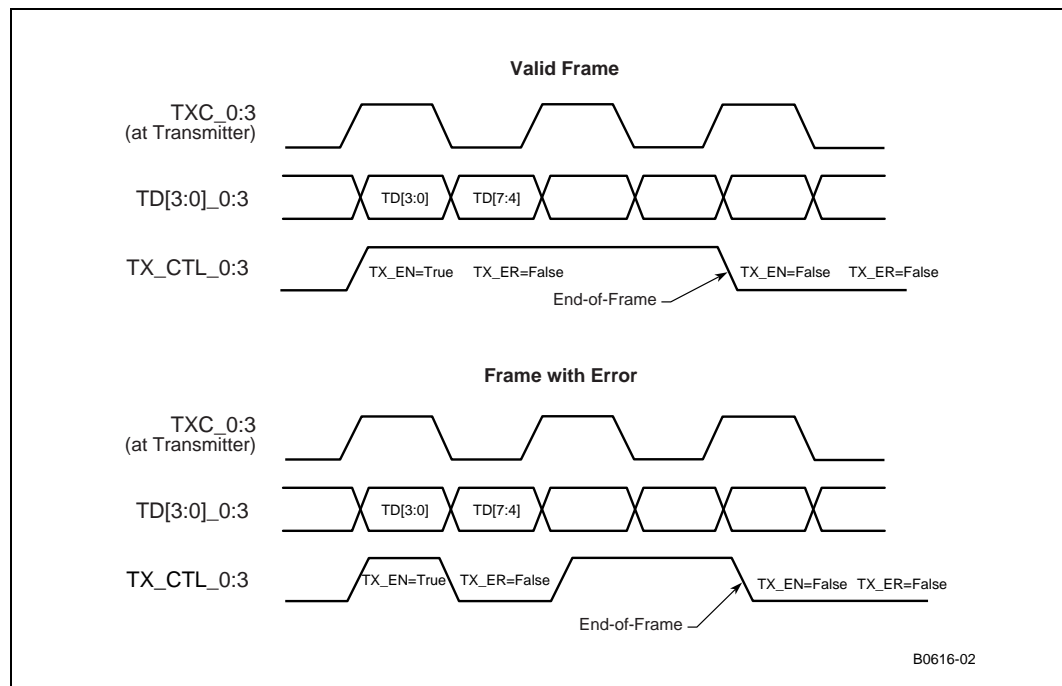 Valid Frame
TXC_0:3
(at Transmitter)
TD[3:0]_0:3
TD[3:0]
TD[7:4]
TX_CTL_0:3
TX_EN=True
TX_ER=False
TX_EN=False
TX_ER=False
End-of-Frame
Frame with Error
TXC_0:3
(at Transmitter)
TD[3:0]_0:3
TD[3:0]
TD[7:4]
TX_CTL_0:3
TX_EN=True
TX_ER=False
TX_EN=False
TX_ER=False
End-of-Frame
B0616-02